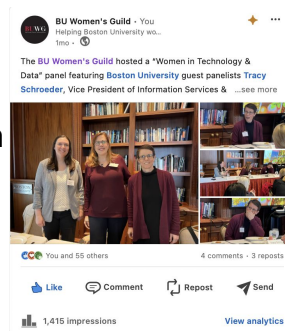 BU Women's Guild • You
Helping Boston University wo...
1mo •
The BU Women's Guild hosted a "Women in Technology &
Data" panel featuring Boston University guest panelists Tracy
Schroeder, Vice President of Information Services & ...see more
You and 55 others
4 comments • 3 reposts
Like
Comment
Repost
Send
1,415 impressions
View analytics